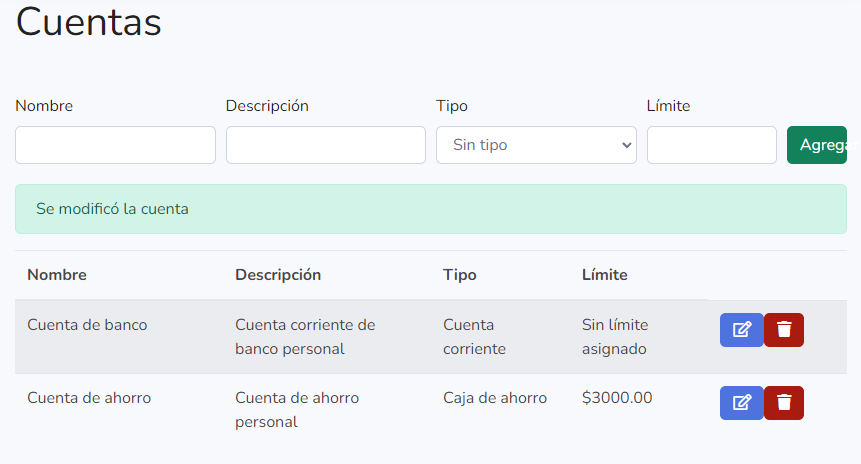 Cuentas
Nombre Descripción Tipo Límite
Sin tipo Agregar
Se modificó la cuenta
Nombre Descripción Tipo Límite
Cuenta de banco Cuenta corriente de Cuenta Sin límite
banco personal corriente asignado
Cuenta de ahorro Cuenta de ahorro Caja de ahorro $3000.00
personal